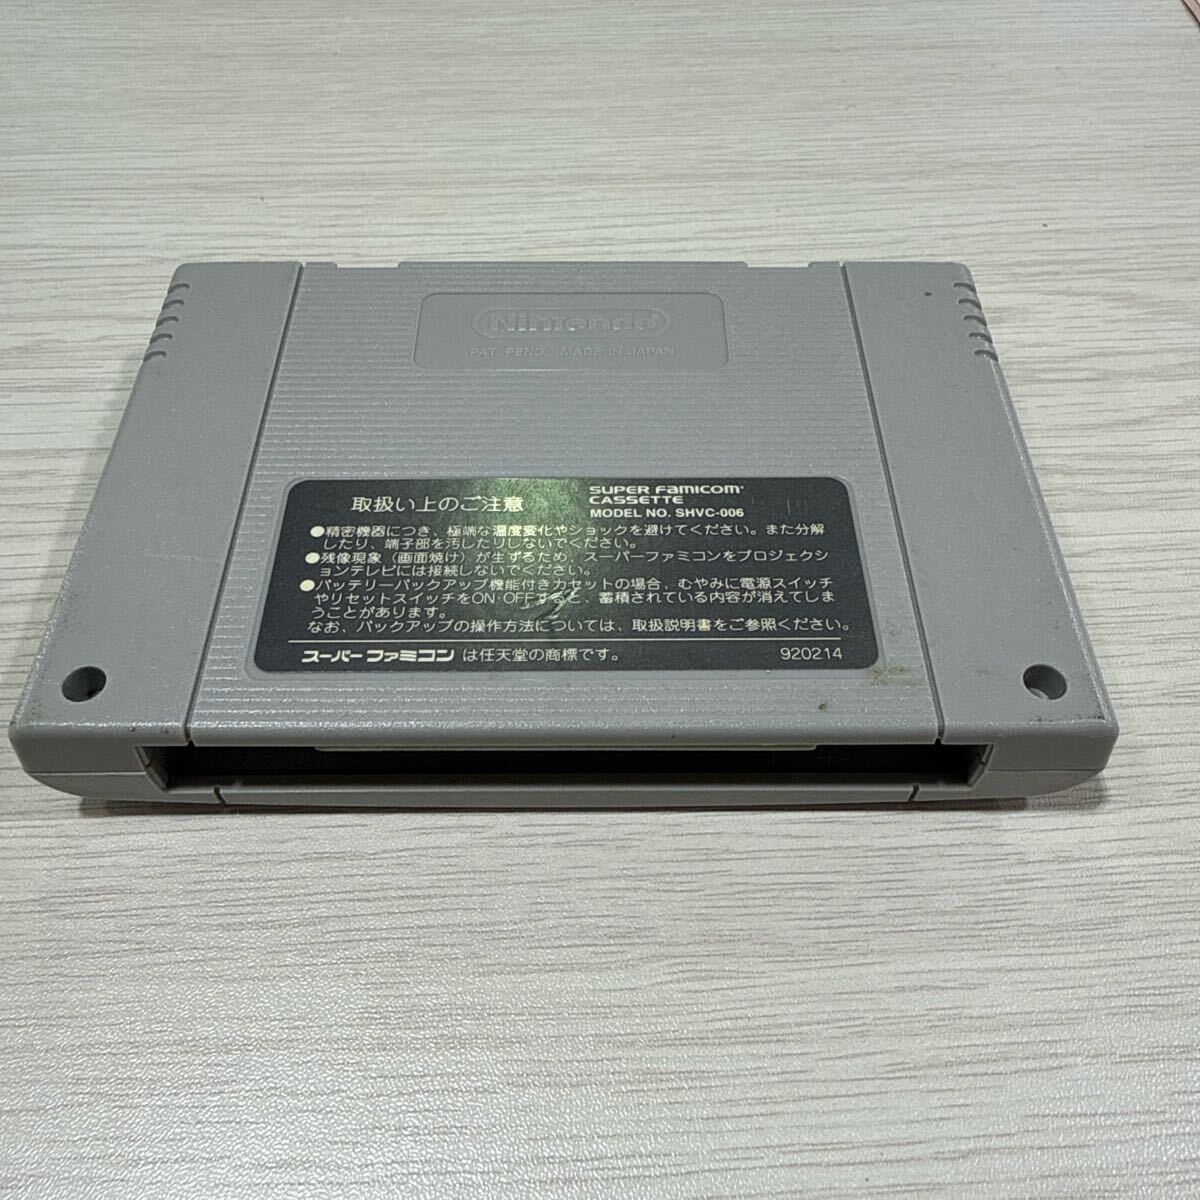 Nintendo
PAT. PEND. MADE IN JAPAN
取扱い上のご注意
SUPER FAMICOM
CASSETTE
MODEL NO. SHVC-006
●精密機器につき、極端な温度変化やショックを避けてください。また分解
したり、端子部を汚したりしないでください。
●残像現象（画面焼け）が生ずるため、スーパーファミコンをプロジェクシ
ョンテレビには接続しないでください。
●バッテリーバックアップ機能付きカセットの場合、むやみに電源スイッチ
やリセットスイッチをON・OFFすると、蓄積されている内容が消えてしま
うことがあります。
なお、バックアップの操作方法については、取扱説明書をご参照ください。
スーパーファミコン は任天堂の商標です。
920214